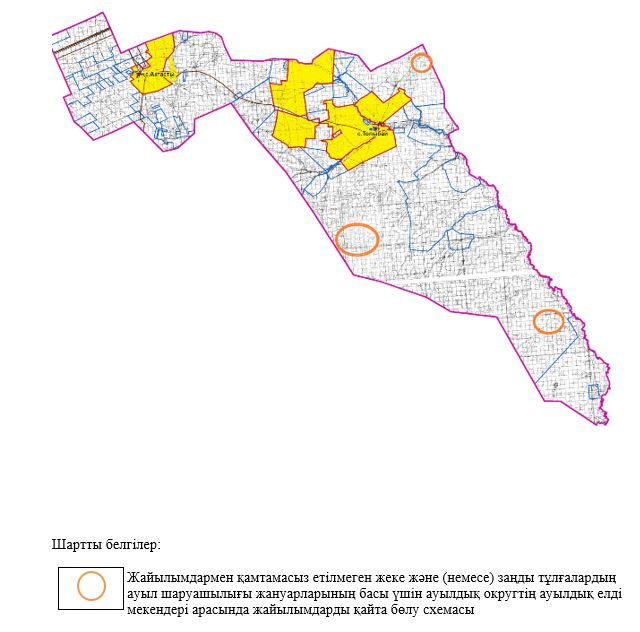 с.Ақтасты
с.Толыбай
Шартты белгілер:
Жайылымдармен қамтамасыз етілмеген жеке және (немесе) заңды тұлғалардың
ауыл шаруашылығы жануарларының басы үшін ауылдық округтің ауылдық елді
мекендері арасында жайылымдарды қайта бөлу схемасы